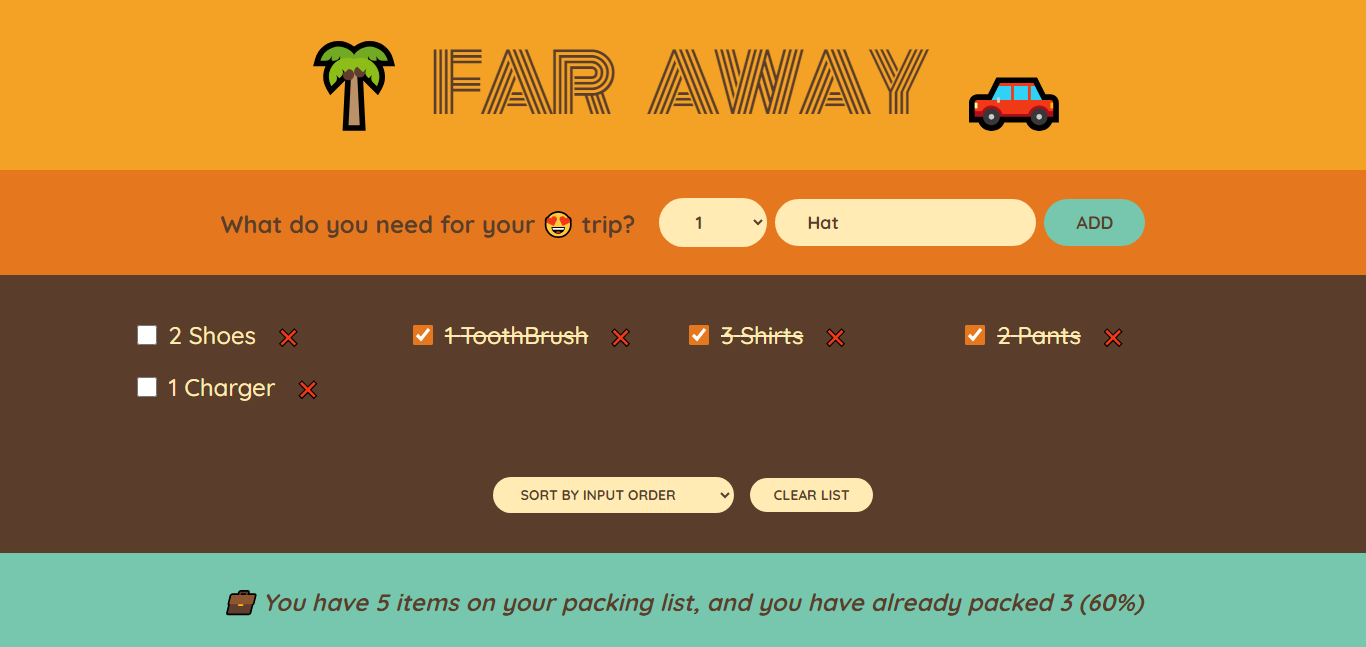 FAR AWAY
What do you need for your 😍 trip? 1 Hat ADD
2 Shoes ❌ 1 ToothBrush ❌ 3 Shirts ❌ 2 Pants ❌
1 Charger ❌
SORT BY INPUT ORDER CLEAR LIST
💼 You have 5 items on your packing list, and you have already packed 3 (60%)